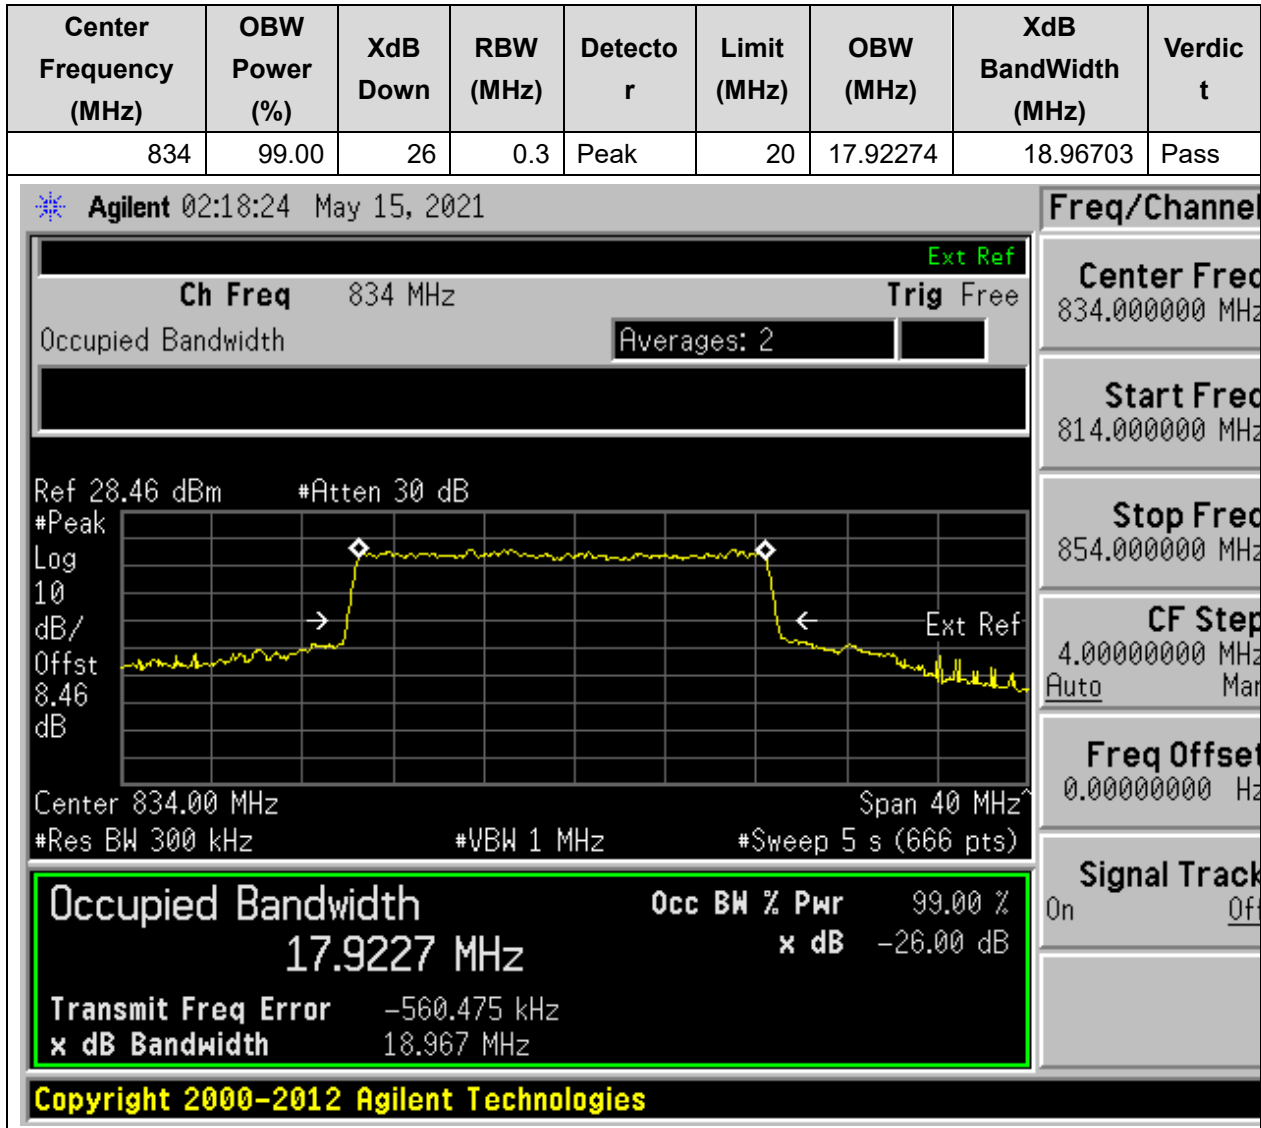 Center Frequency (MHz) OBW Power (%) XdB Down RBW (MHz) Detecto r Limit (MHz) OBW (MHz) XdB BandWidth (MHz) Verdic t
834 99.00 26 0.3 Peak 20 17.92274 18.96703 Pass
Agilent 02:18:24 May 15, 2021
Freq/Channel
Ext Ref
Ch Freq 834 MHz Trig Free
Occupied Bandwidth Averages: 2
Center Freq
834.000000 MHz
Start Freq
814.000000 MHz
Stop Freq
854.000000 MHz
CF Step
4.00000000 MHz
Auto Man
Freq Offset
0.00000000 Hz
Signal Track
On Off
Ref 28.46 dBm #Atten 30 dB
#Peak
Log
10
dB/
Offst
8.46
dB
Ext Ref
Center 834.00 MHz Span 40 MHz^
#Res BW 300 kHz #VBW 1 MHz #Sweep 5 s (666 pts)
Occupied Bandwidth
17.9227 MHz
Occ BW % Pwr 99.00 %
x dB -26.00 dB
Transmit Freq Error -560.475 kHz
x dB Bandwidth 18.967 MHz
Copyright 2000-2012 Agilent Technologies